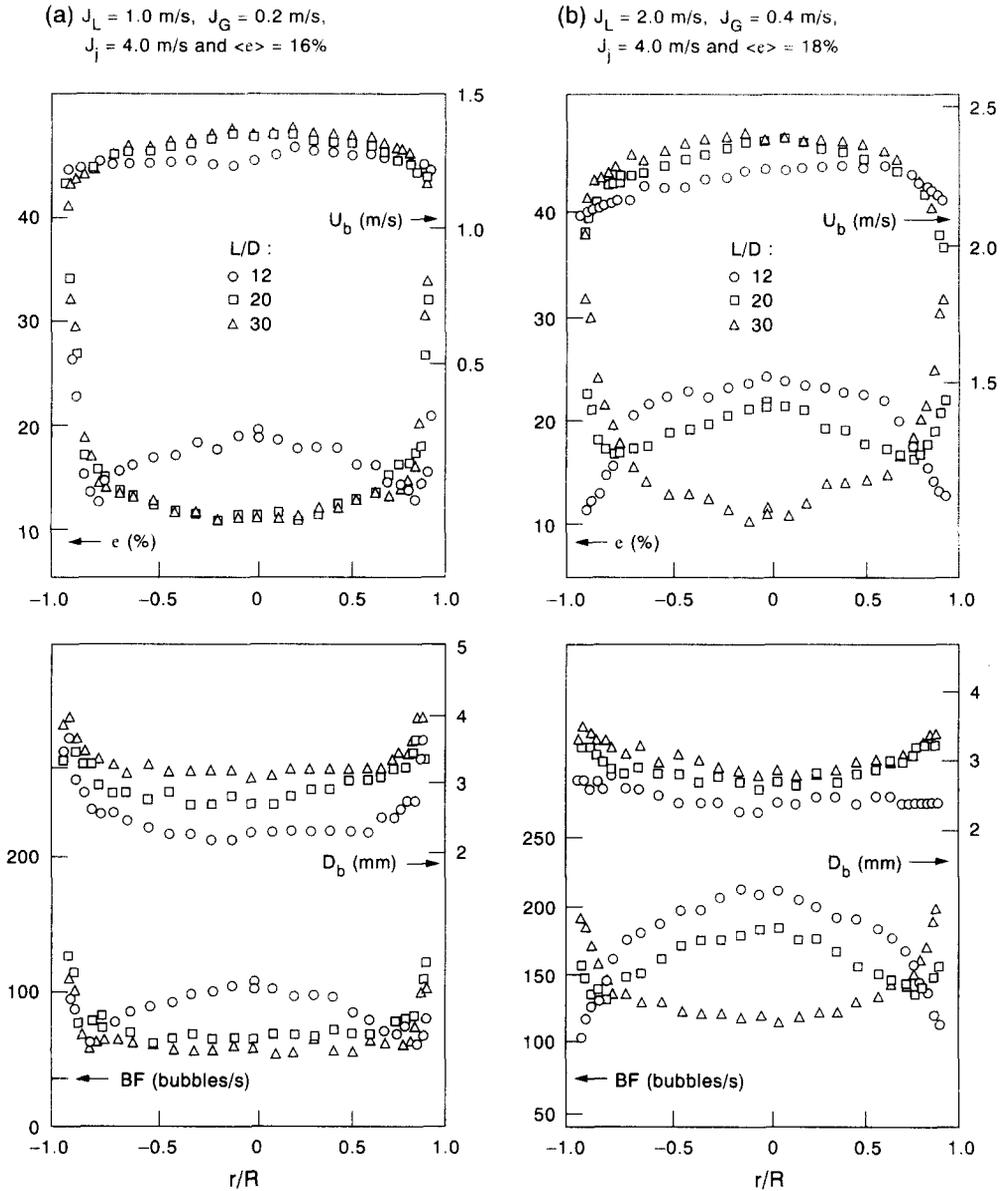 (a) J_L = 1.0 m/s, J_G = 0.2 m/s,
J_j = 4.0 m/s and <e> = 16%
(b) J_L = 2.0 m/s, J_G = 0.4 m/s,
J_j = 4.0 m/s and <e> = 18%
1.5
40
U_b (m/s)
1.0
L/D :
12
20
30
30
0.5
20
10
e (%)
-1.0 -0.5 0 0.5 1.0
2.5
40
U_b (m/s)
2.0
L/D :
12
20
30
30
1.5
20
10
e (%)
-1.0 -0.5 0 0.5 1.0
5
4
3
200
D_b (mm)
2
100
BF (bubbles/s)
0
-1.0 -0.5 0 0.5 1.0
r/R
4
3
2
250
D_b (mm)
200
150
100
BF (bubbles/s)
50
-1.0 -0.5 0 0.5 1.0
r/R